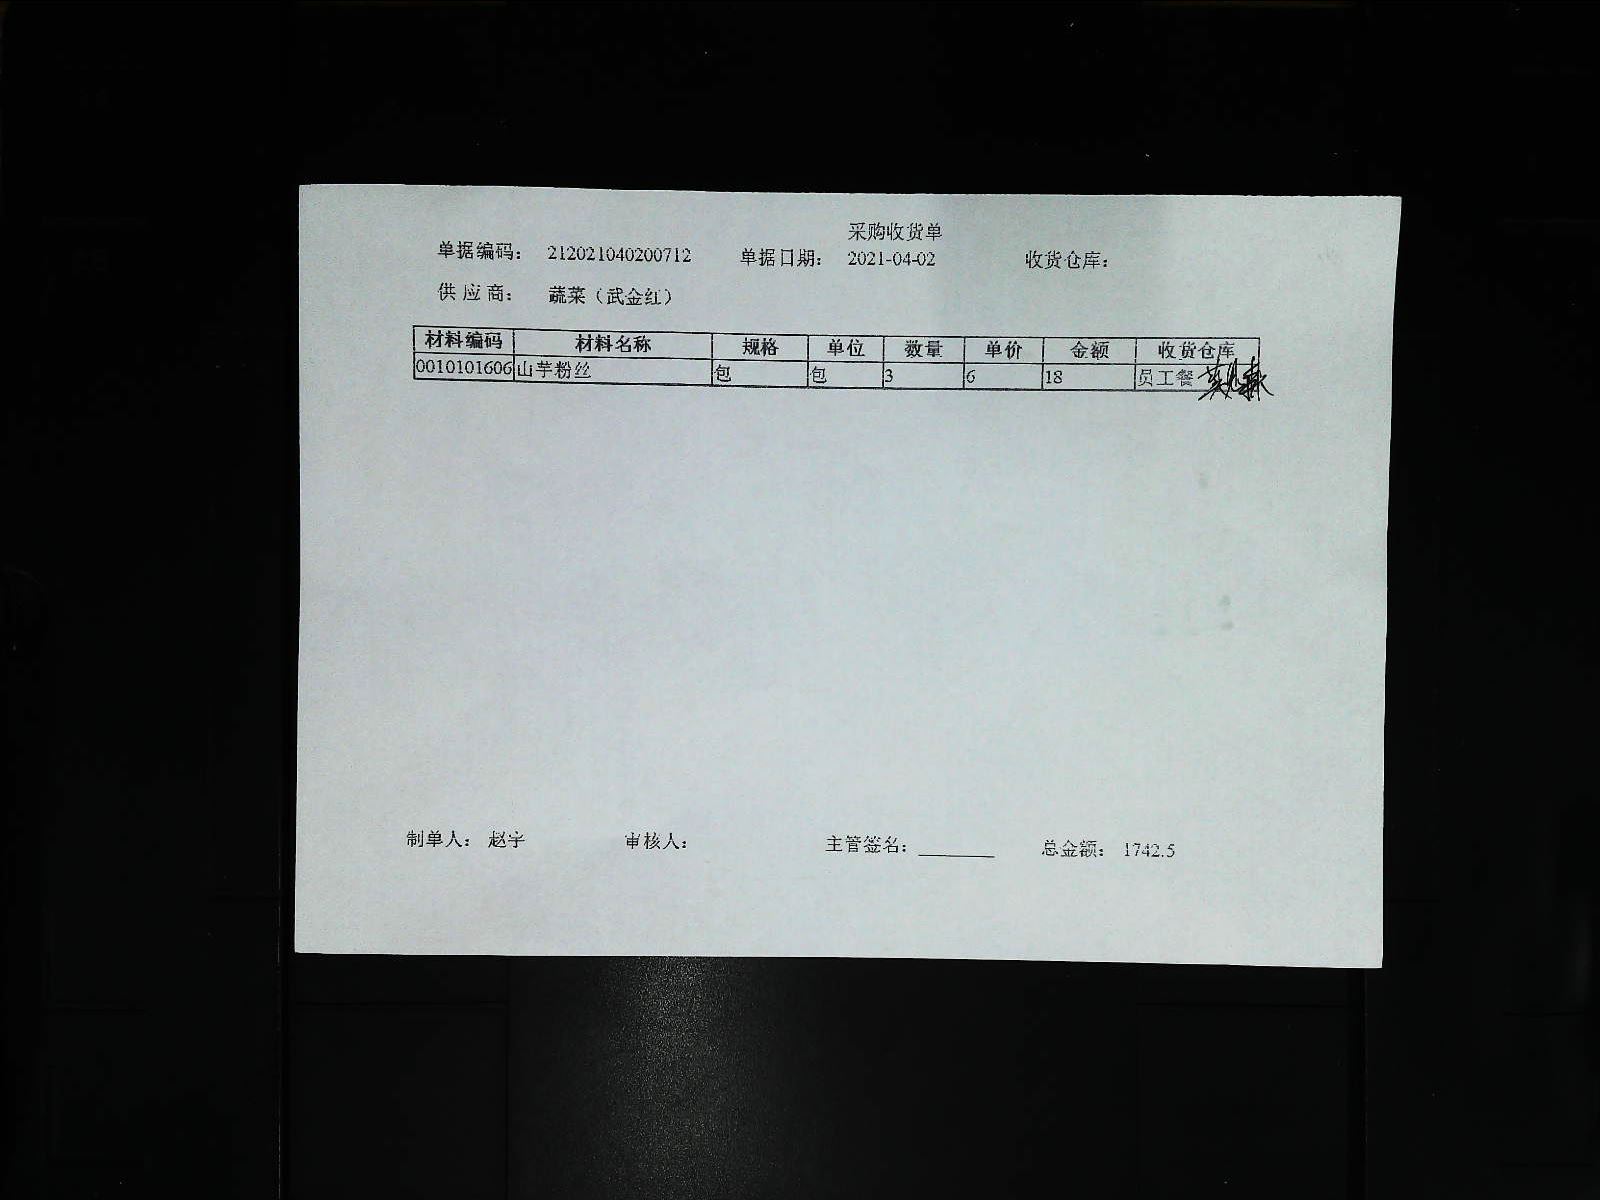 采购收货单
单据编码： 212021040200712 单据日期： 2021-04-02 收货仓库：
供 应 商： 蔬菜（武金红）
材料编码 材料名称 规格 单位 数量 单价 金额 收货仓库
0010101606 山芋粉丝 包 包 3 6 18 员工餐
制单人： 赵宇 审核人： 主管签名：________ 总金额： 1742.5